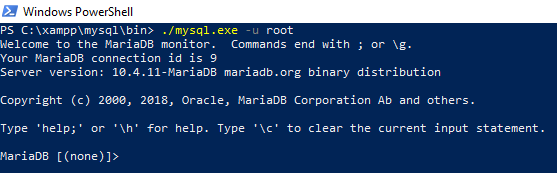 Windows PowerShell
PS C:\xampp\mysql\bin> ./mysql.exe -u root
Welcome to the MariaDB monitor.  Commands end with ; or \g.
Your MariaDB connection id is 9
Server version: 10.4.11-MariaDB mariadb.org binary distribution
Copyright (c) 2000, 2018, Oracle, MariaDB Corporation Ab and others.
Type 'help;' or '\h' for help. Type '\c' to clear the current input statement.
MariaDB [(none)]>